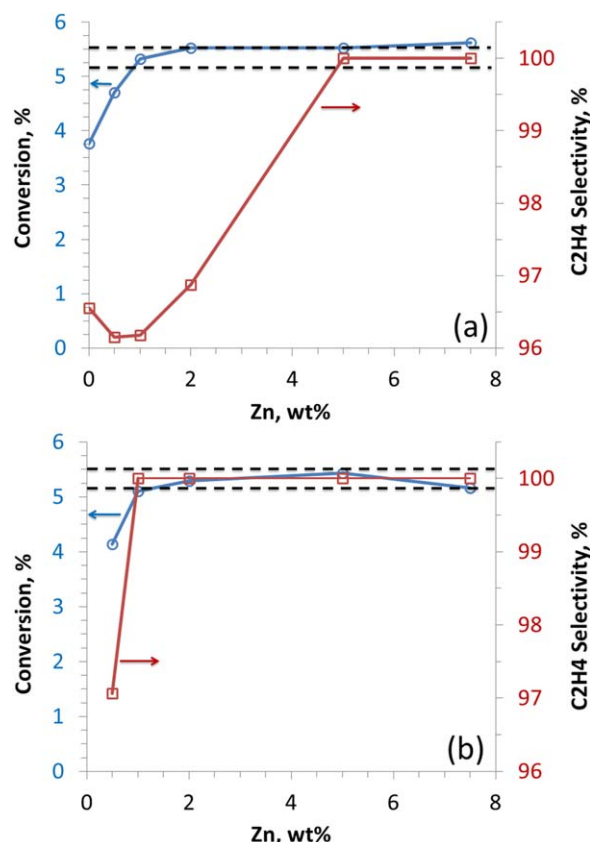 6
5
4
3
2
1
0
Conversion, %
100
99
98
97
96
C2H4 Selectivity, %
(a)
0 2 4 6 8
Zn, wt%
6
5
4
3
2
1
0
Conversion, %
100
99
98
97
96
C2H4 Selectivity, %
(b)
0 2 4 6 8
Zn, wt%